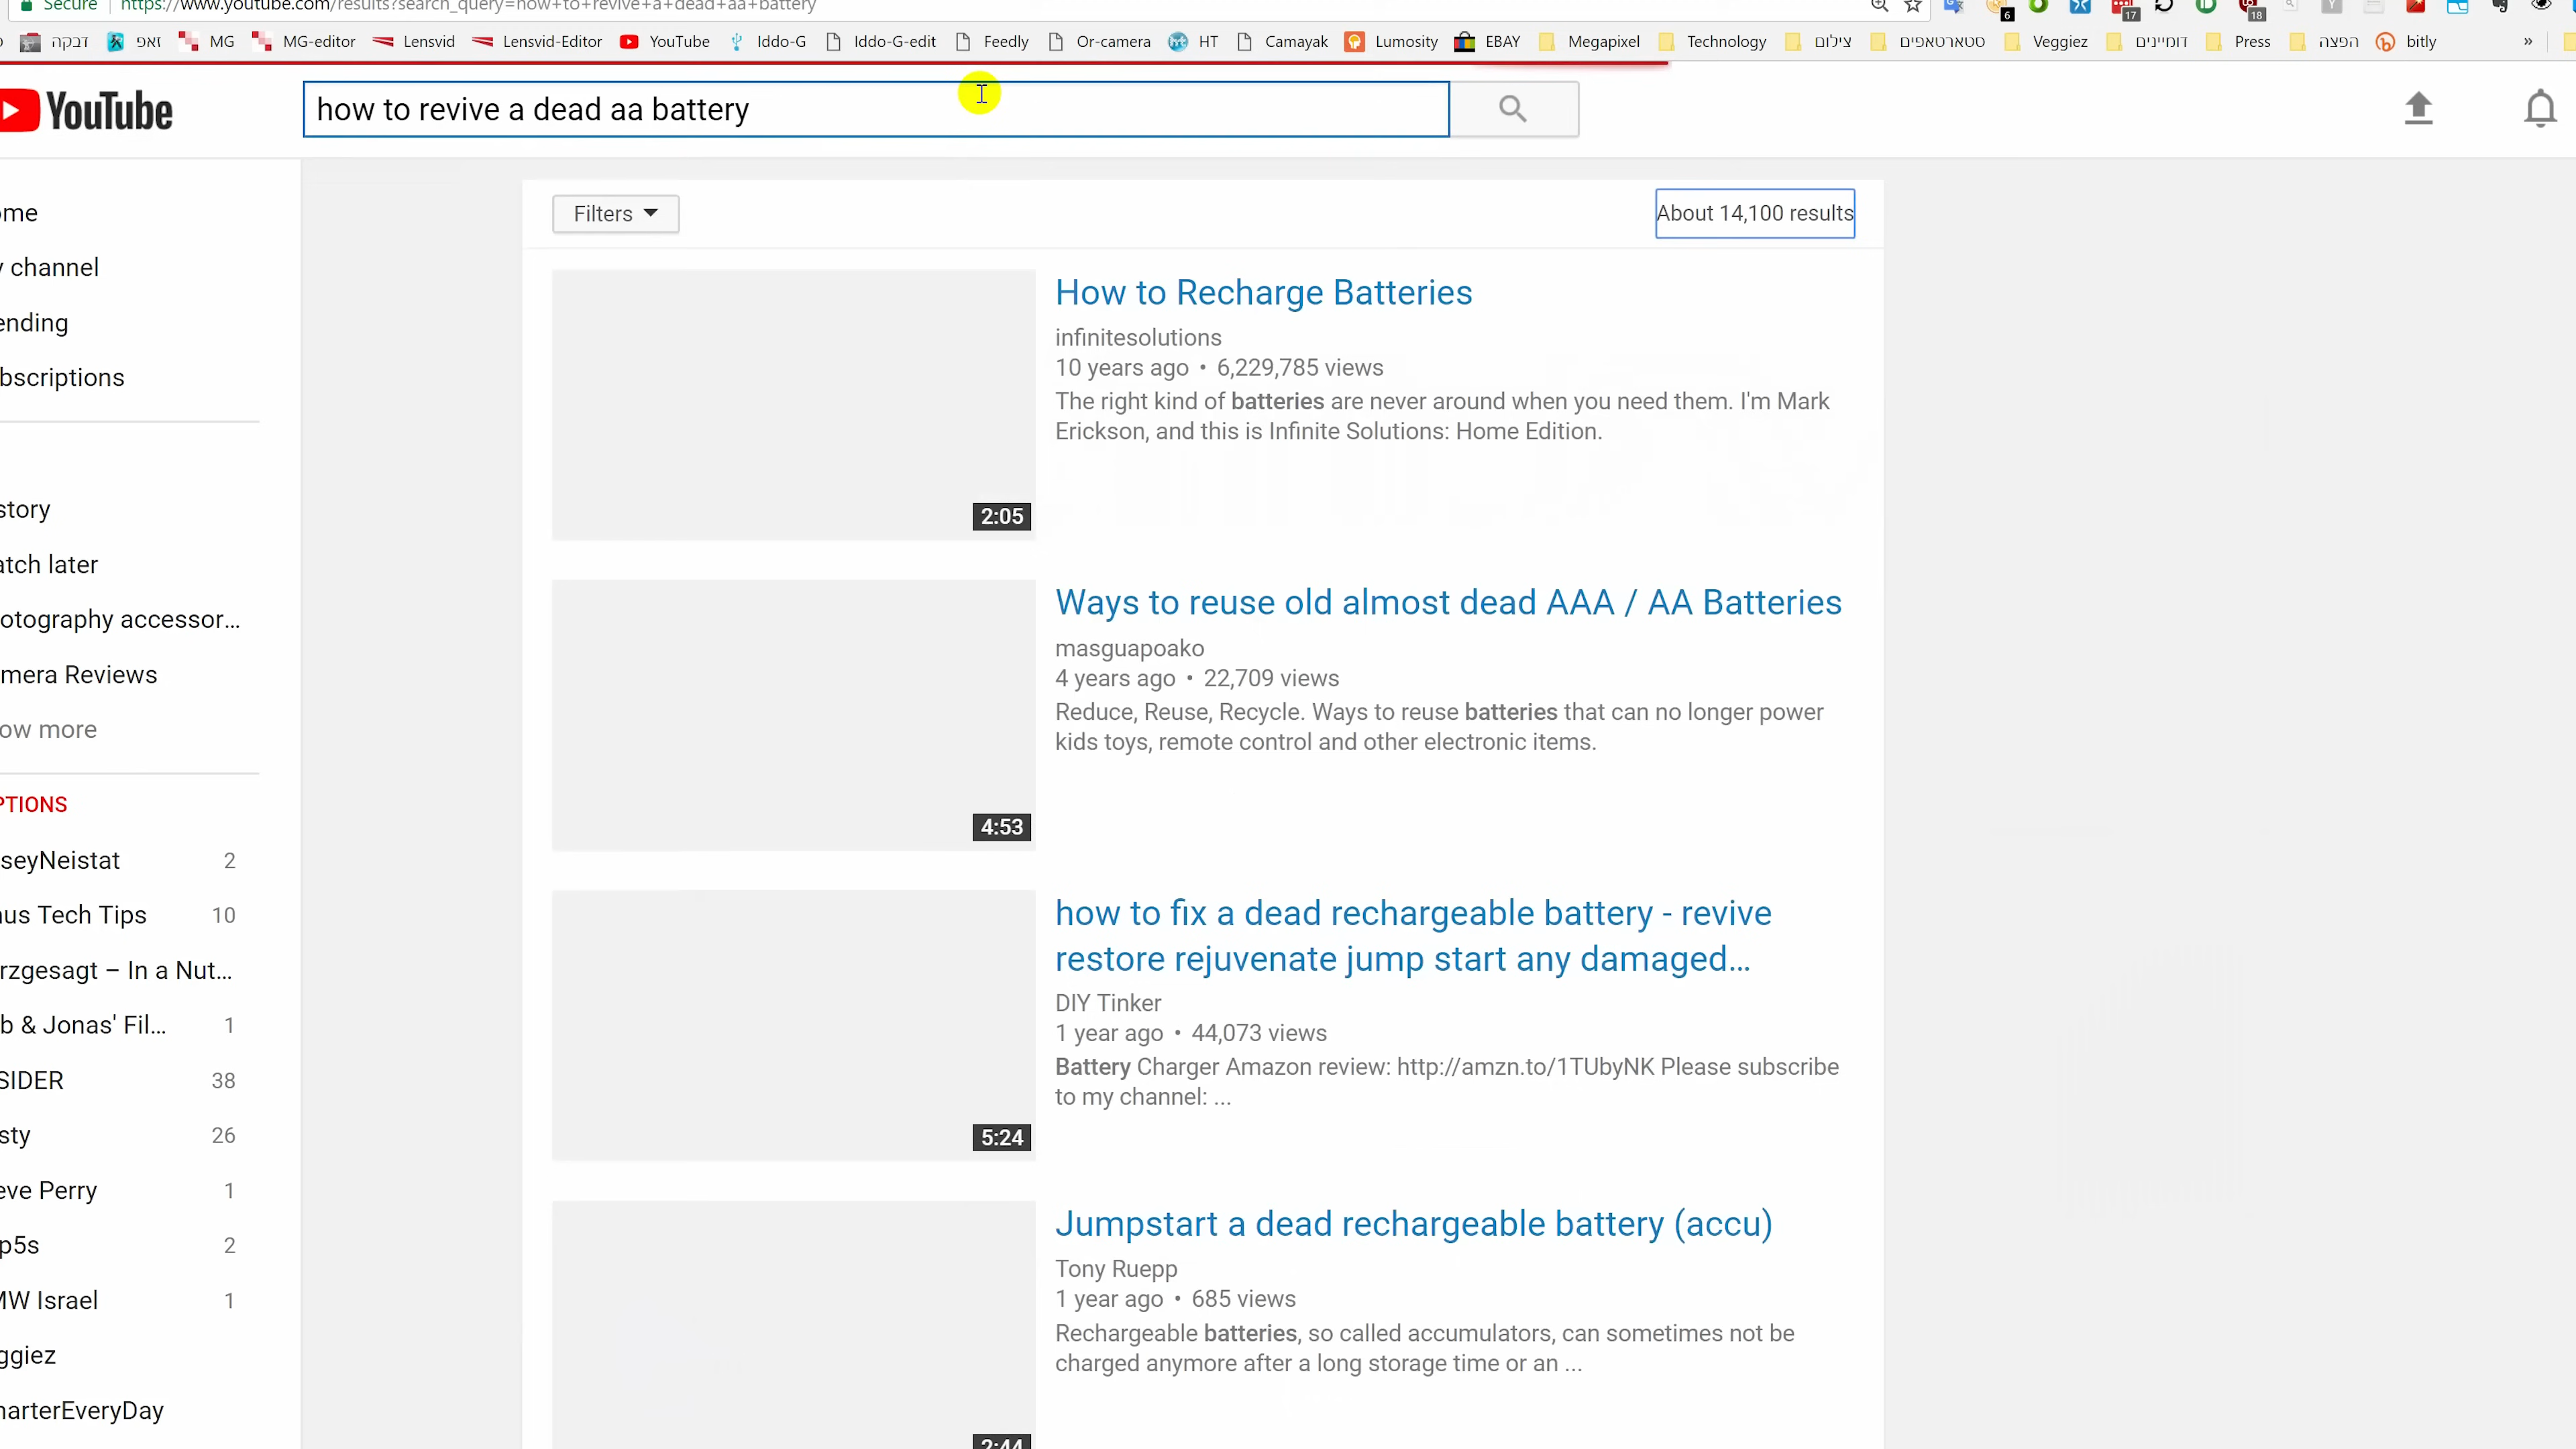 Secure https://www.youtube.com/results?search_query=how+to+revive+a+dead+aa+battery
דבקה זאפ MG MG-editor Lensvid Lensvid-Editor YouTube Iddo-G Iddo-G-edit Feedly Or-camera HT Camayak Lumosity EBAY Megapixel Technology צילום סטארטאפים Veggiez דומיינים Press הפצה bitly »
6 17 18
YouTube
how to revive a dead aa battery
ome
y channel
ending
bscriptions
story
atch later
otography accessor...
mera Reviews
ow more
PTIONS
seyNeistat 2
us Tech Tips 10
rzgesagt – In a Nut...
b & Jonas' Fil... 1
SIDER 38
sty 26
eve Perry 1
p5s 2
MW Israel 1
ggiez
harterEveryDay
Filters
About 14,100 results
How to Recharge Batteries
infinitesolutions
10 years ago • 6,229,785 views
The right kind of batteries are never around when you need them. I'm Mark
Erickson, and this is Infinite Solutions: Home Edition.
2:05
Ways to reuse old almost dead AAA / AA Batteries
masguapoako
4 years ago • 22,709 views
Reduce, Reuse, Recycle. Ways to reuse batteries that can no longer power
kids toys, remote control and other electronic items.
4:53
how to fix a dead rechargeable battery - revive
restore rejuvenate jump start any damaged...
DIY Tinker
1 year ago • 44,073 views
Battery Charger Amazon review: http://amzn.to/1TUbyNK Please subscribe
to my channel: ...
5:24
Jumpstart a dead rechargeable battery (accu)
Tony Ruepp
1 year ago • 685 views
Rechargeable batteries, so called accumulators, can sometimes not be
charged anymore after a long storage time or an ...
2:44